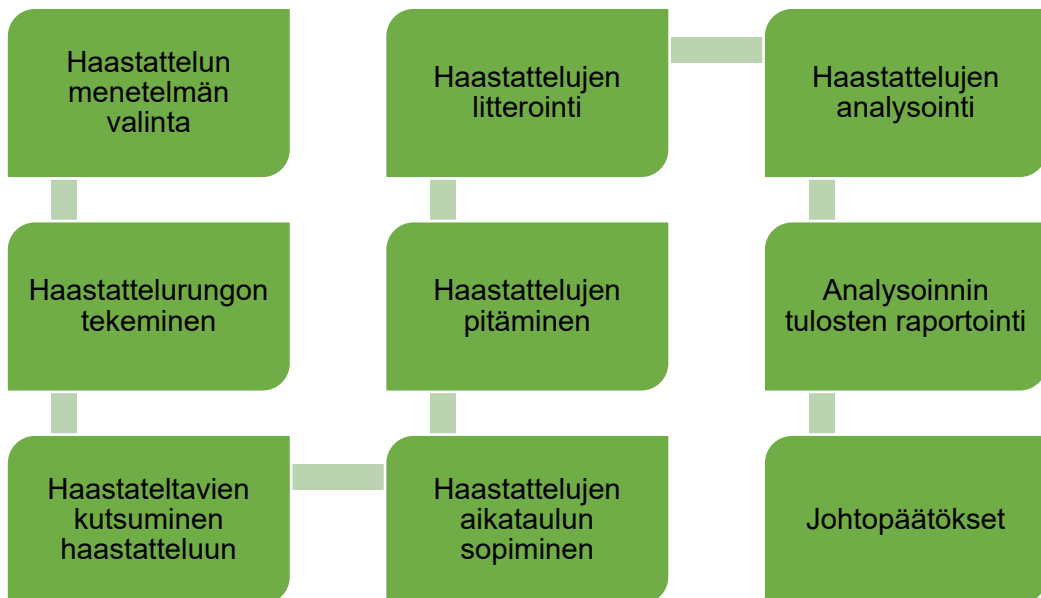 Haastattelun
menetelmän
valinta
Haastattelurungon
tekeminen
Haastateltavien
kutsuminen
haastatteluun
Haastattelujen
aikataulun
sopiminen
Haastattelujen
pitäminen
Haastattelujen
litterointi
Haastattelujen
analysointi
Analysoinnin
tulosten raportointi
Johtopäätökset